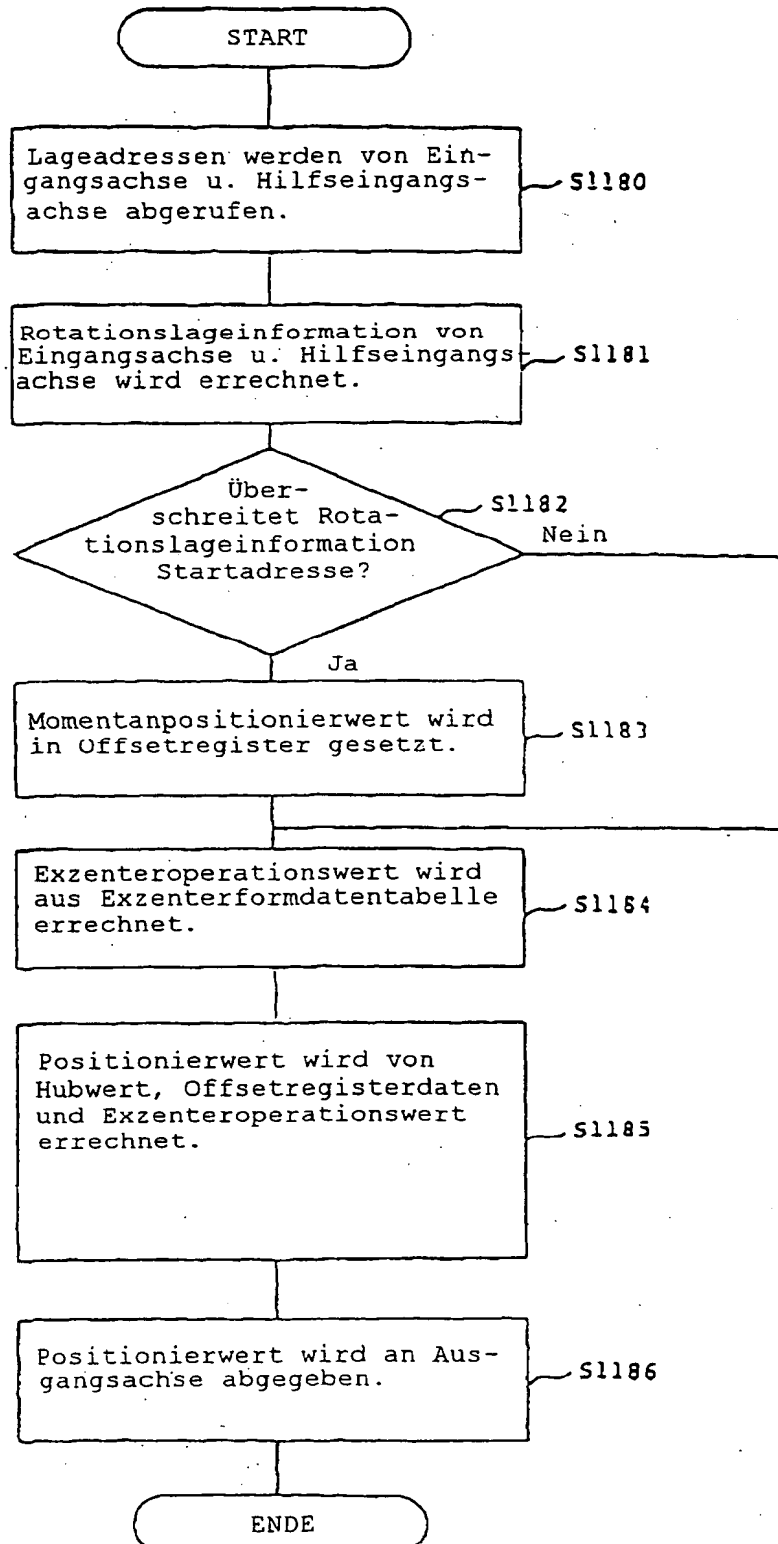 START
Lageadressen werden von Ein-
gangsachse u. Hilfseingangs-
achse abgerufen.
S1180
Rotationslageinformation von
Eingangsachse u. Hilfseingangs-
achse wird errechnet.
S1181
Über-
schreitet Rota-
tionslageinformation
Startadresse?
S1182
Nein
Ja
Momentanpositionierwert wird
in Offsetregister gesetzt.
S1183
Exzenteroperationswert wird
aus Exzenterformdatentabelle
errechnet.
S1184
Positionierwert wird von
Hubwert, Offsetregisterdaten
und Exzenteroperationswert
errechnet.
S1185
Positionierwert wird an Aus-
gangsachse abgegeben.
S1186
ENDE